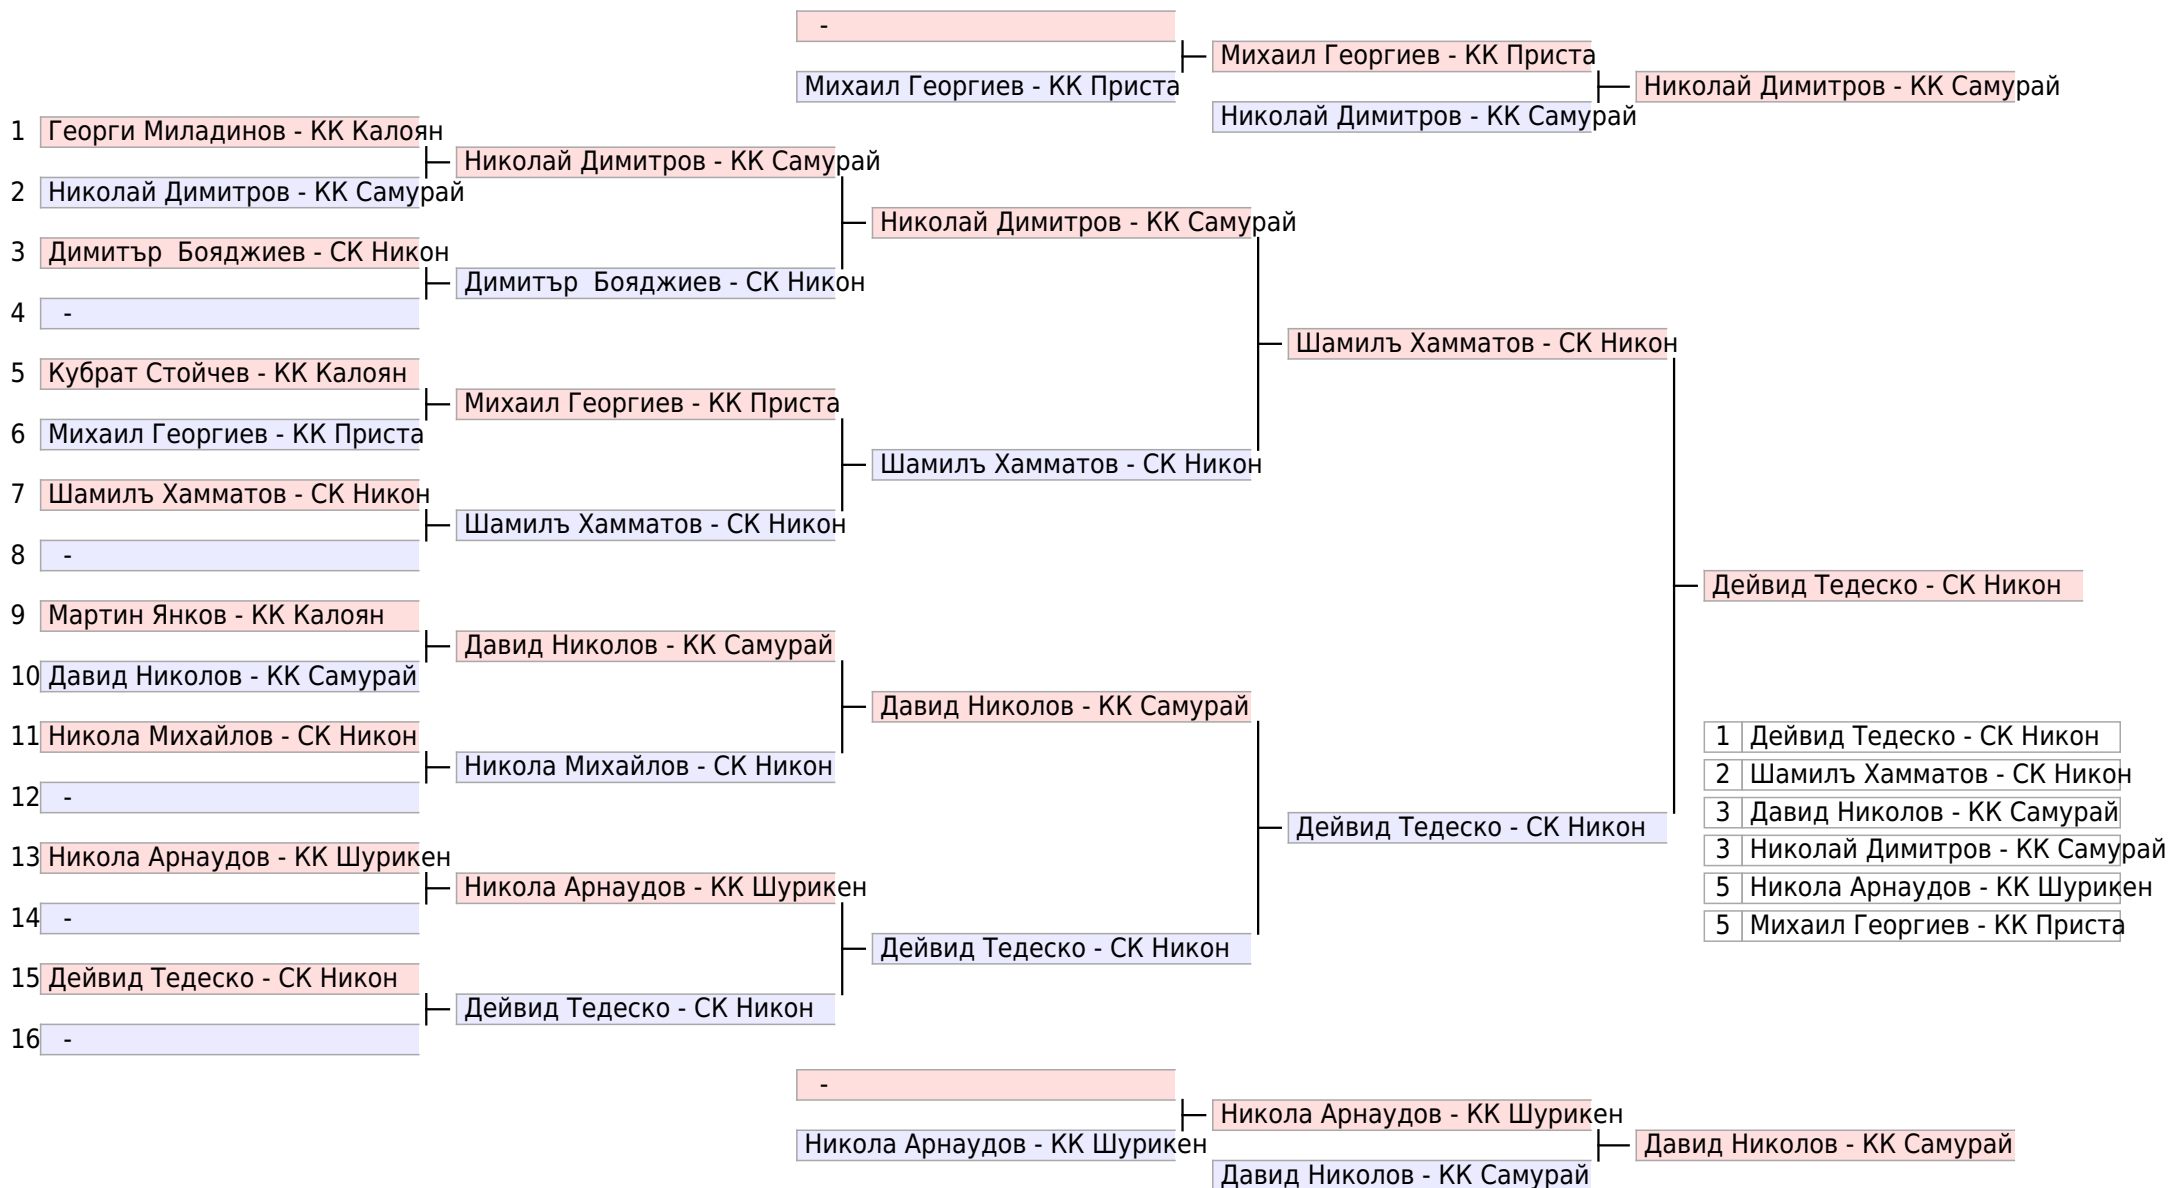 -
Михаил Георгиев - КК Приста
Михаил Георгиев - КК Приста
Николай Димитров - КК Самурай
Николай Димитров - КК Самурай
1 Георги Миладинов - КК Калоян
2 Николай Димитров - КК Самурай
3 Димитър  Бояджиев - СК Никон
4 -
5 Кубрат Стойчев - КК Калоян
6 Михаил Георгиев - КК Приста
7 Шамилъ Хамматов - СК Никон
8 -
9 Мартин Янков - КК Калоян
10 Давид Николов - КК Самурай
11 Никола Михайлов - СК Никон
12 -
13 Никола Арнаудов - КК Шурикен
14 -
15 Дейвид Тедеско - СК Никон
16 -
Николай Димитров - КК Самурай
Димитър  Бояджиев - СК Никон
Михаил Георгиев - КК Приста
Шамилъ Хамматов - СК Никон
Давид Николов - КК Самурай
Никола Михайлов - СК Никон
Никола Арнаудов - КК Шурикен
Дейвид Тедеско - СК Никон
Николай Димитров - КК Самурай
Шамилъ Хамматов - СК Никон
Давид Николов - КК Самурай
Дейвид Тедеско - СК Никон
Шамилъ Хамматов - СК Никон
Дейвид Тедеско - СК Никон
Дейвид Тедеско - СК Никон
1 Дейвид Тедеско - СК Никон
2 Шамилъ Хамматов - СК Никон
3 Давид Николов - КК Самурай
3 Николай Димитров - КК Самурай
5 Никола Арнаудов - КК Шурикен
5 Михаил Георгиев - КК Приста
-
Никола Арнаудов - КК Шурикен
Никола Арнаудов - КК Шурикен
Давид Николов - КК Самурай
Давид Николов - КК Самурай